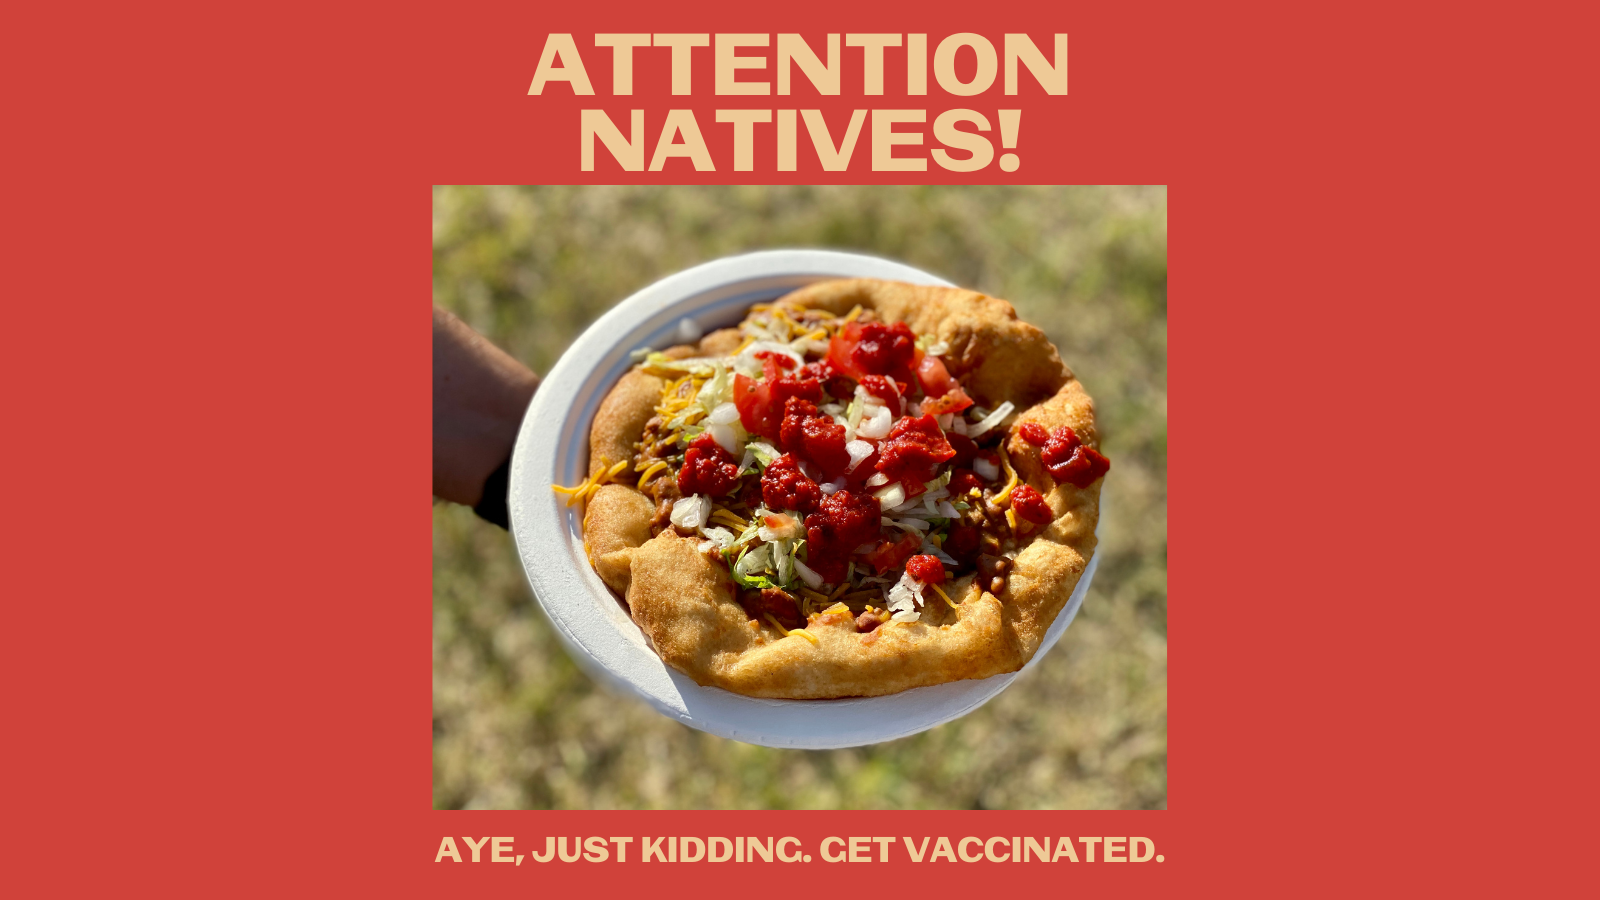 ATTENTION
NATIVES!
AYE, JUST KIDDING. GET VACCINATED.